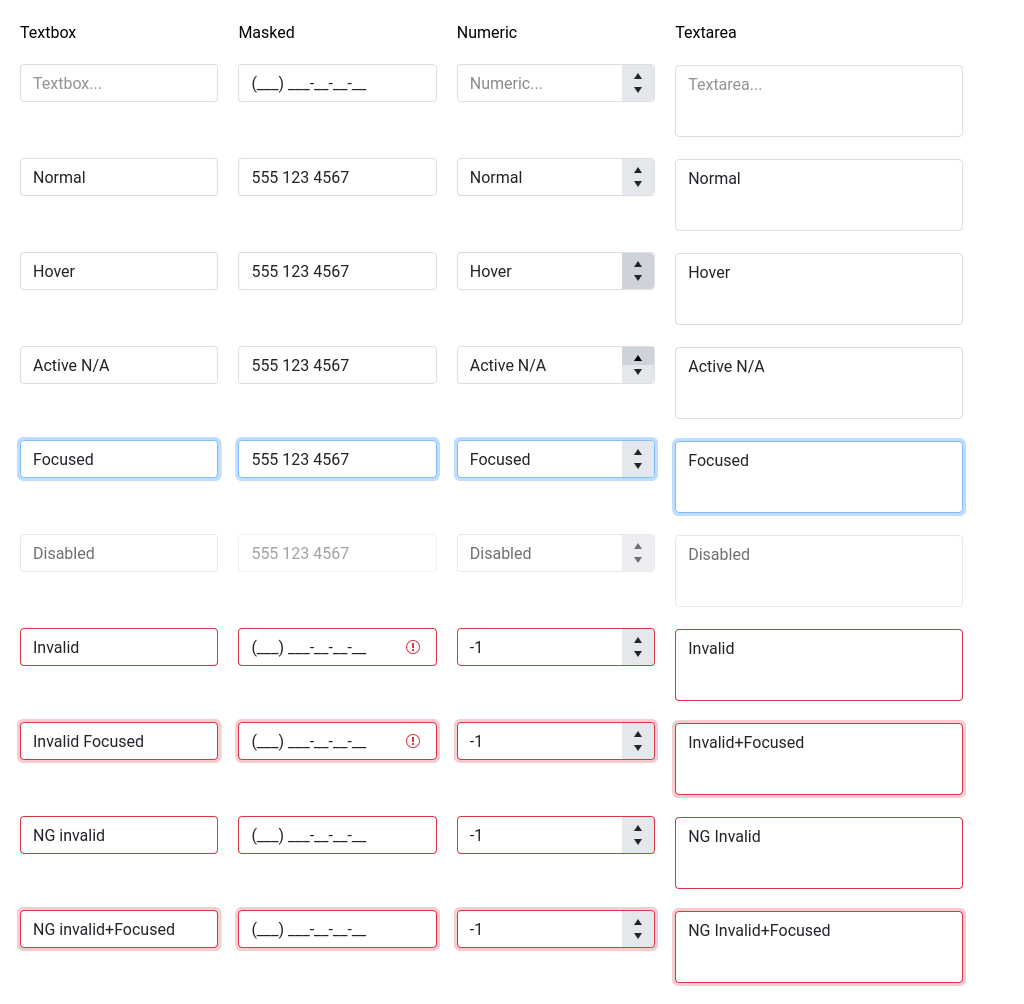 Textbox Masked Numeric Textarea
Textbox... (___) ___-__-__-__ Numeric... Textarea...
Normal 555 123 4567 Normal Normal
Hover 555 123 4567 Hover Hover
Active N/A 555 123 4567 Active N/A Active N/A
Focused 555 123 4567 Focused Focused
Disabled 555 123 4567 Disabled Disabled
Invalid (___) ___-__-__-__ -1 Invalid
Invalid Focused (___) ___-__-__-__ -1 Invalid+Focused
NG invalid (___) ___-__-__-__ -1 NG Invalid
NG invalid+Focused (___) ___-__-__-__ -1 NG Invalid+Focused